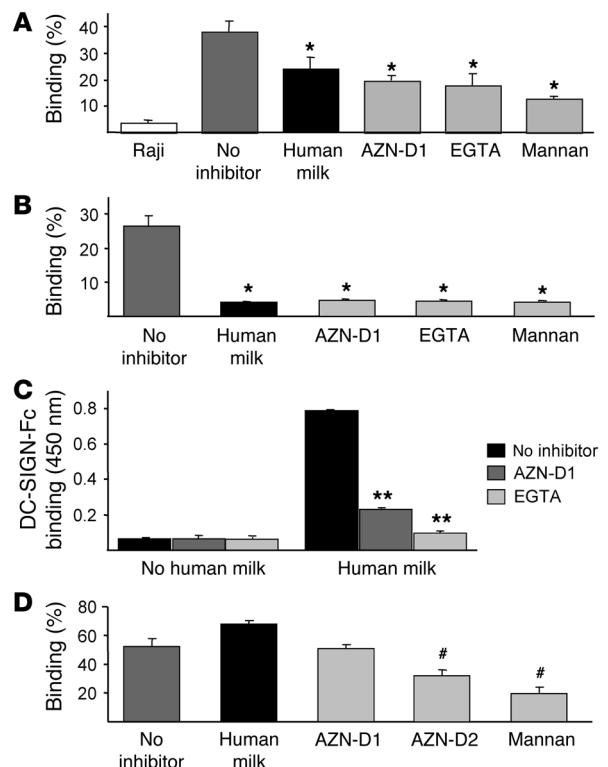 A
Binding (%)
40
30
20
10
* * * *
Raji No inhibitor Human milk AZN-D1 EGTA Mannan
B
Binding (%)
30
20
10
* * * *
No inhibitor Human milk AZN-D1 EGTA Mannan
C
DC-SIGN-Fc
binding (450 nm)
0.8
0.6
0.4
0.2
** **
No human milk Human milk
No inhibitor
AZN-D1
EGTA
D
Binding (%)
80
60
40
20
# #
No inhibitor Human milk AZN-D1 AZN-D2 Mannan